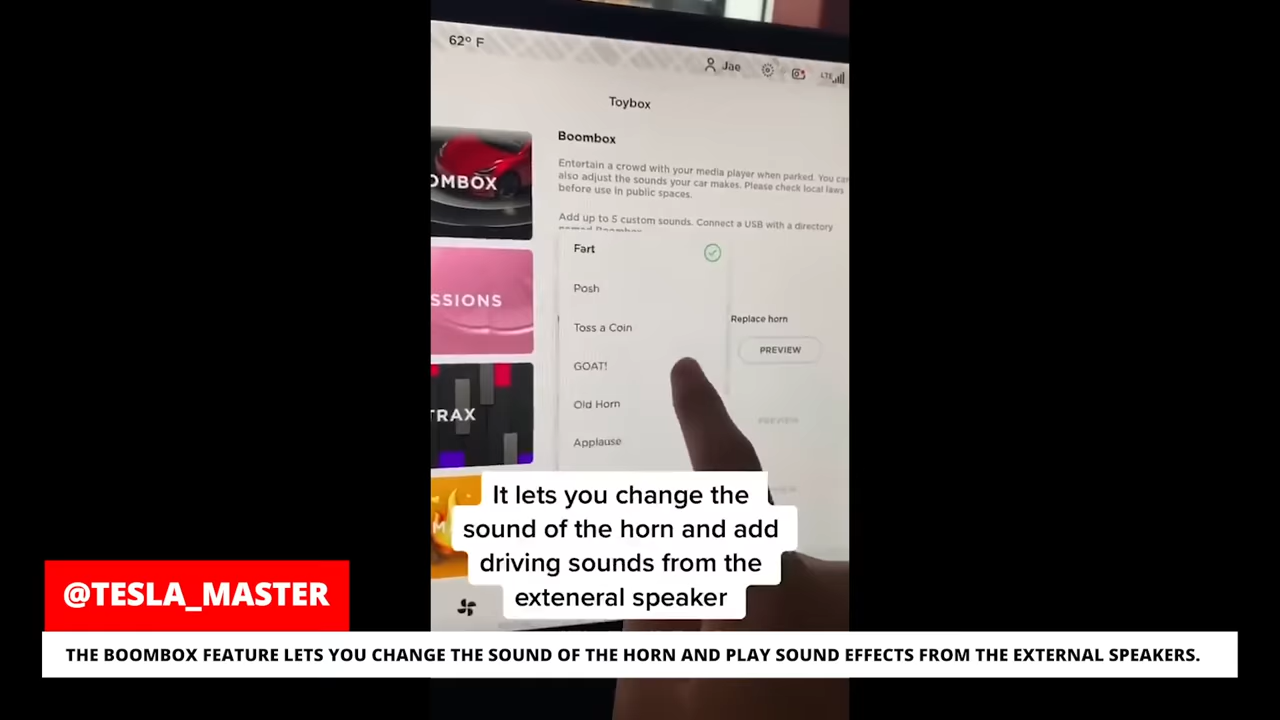 62° F
Jae
LTE
Toybox
Boombox
Entertain a crowd with your media player when parked. You can
also adjust the sounds your car makes. Please check local laws
before use in public spaces.
Add up to 5 custom sounds. Connect a USB with a directory
named Boombox
OMBOX
SSIONS
TRAX
M
Fart
Posh
Toss a Coin
GOAT!
Old Horn
Applause
Replace horn
PREVIEW
PREVIEW
It lets you change the
sound of the horn and add
driving sounds from the
exteneral speaker
@TESLA_MASTER
THE BOOMBOX FEATURE LETS YOU CHANGE THE SOUND OF THE HORN AND PLAY SOUND EFFECTS FROM THE EXTERNAL SPEAKERS.